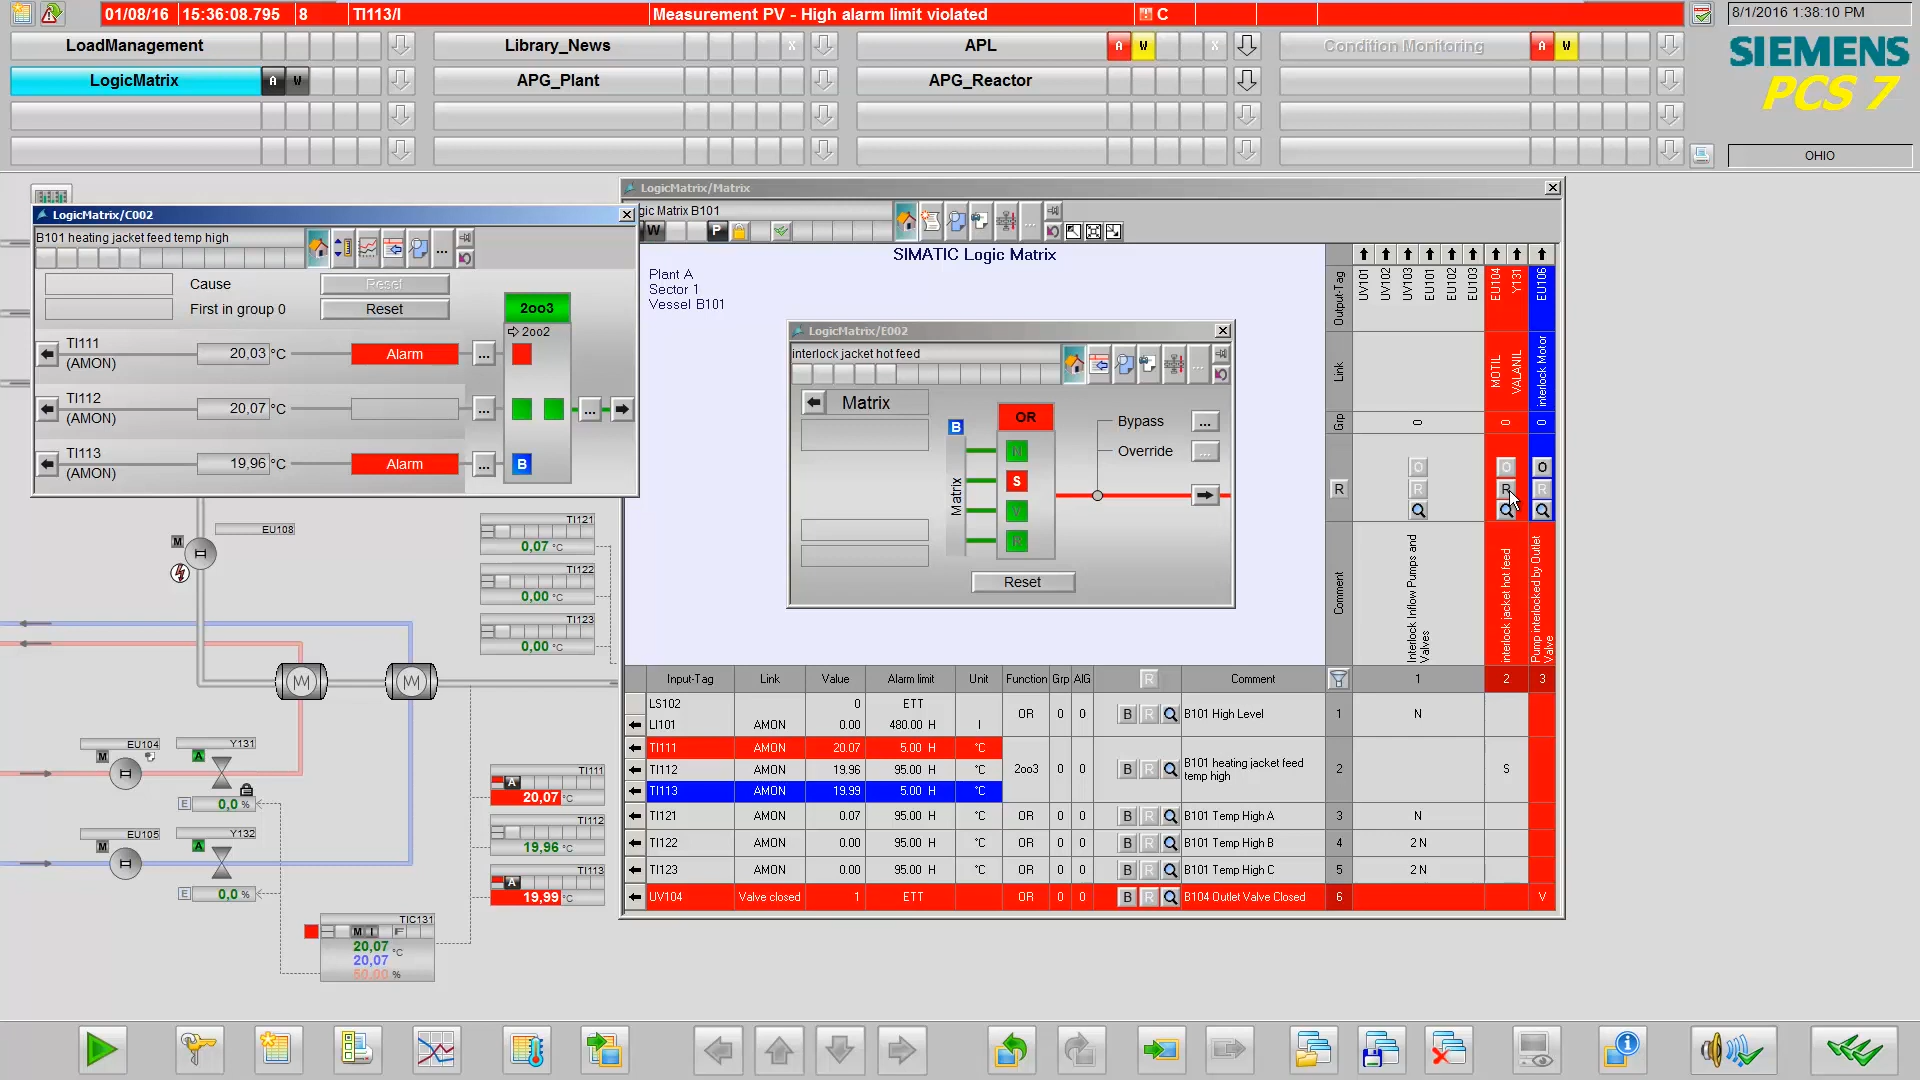 01/08/16 15:36:08.795 8 TI113/I Measurement PV - High alarm limit violated C 8/1/2016 1:38:10 PM
LoadManagement Library_News X APL A W X Condition Monitoring A W
LogicMatrix A W APG_Plant APG_Reactor
SIEMENS
PCS 7
OHIO
LogicMatrix/Matrix
gic Matrix B101
W P
LogicMatrix/C002
B101 heating jacket feed temp high
...
Cause Reset
First in group 0 Reset
2oo3
2oo2
TI111
(AMON) 20,03 °C Alarm ...
TI112
(AMON) 20,07 °C ... ...
TI113
(AMON) 19,96 °C Alarm ... B
SIMATIC Logic Matrix
Plant A
Sector 1
Vessel B101
LogicMatrix/E002
interlock jacket hot feed
...
Matrix
OR
B
Matrix
N
S
V
R
Bypass ...
Override ...
Reset
Output-Tag UV101 UV102 UV103 EU101 EU102 EU103 EU104 Y131 EU106
Link MOTIL VALANIL interlock Motor
Grp 0 0 0
O O O
R R R R
Comment Interlock Inflow Pumps and Valves interlock jacket hot feed Pump interlocked by Outlet Valve
Input-Tag Link Value Alarm limit Unit Function Grp AIG R Comment 1 2 3
LS102 0 ETT
LI101 AMON 0.00 480.00 H l
OR 0 0 B R B101 High Level 1 N
TI111 AMON 20.07 5.00 H °C
TI112 AMON 19.96 95.00 H °C
TI113 AMON 19.99 5.00 H °C
2oo3 0 0 B R B101 heating jacket feed temp high 2 S
TI121 AMON 0.07 95.00 H °C OR 0 0 B R B101 Temp High A 3 N
TI122 AMON 0.00 95.00 H °C OR 0 0 B R B101 Temp High B 4 2 N
TI123 AMON 0.00 95.00 H °C OR 0 0 B R B101 Temp High C 5 2 N
UV104 Valve closed 1 ETT OR 0 0 B R B104 Outlet Valve Closed 6 V
EU108
M
TI121
0,07 °C
TI122
0,00 °C
TI123
0,00 °C
M M
EU104 Y131
M A
E 0,0 %
EU105 Y132
M A
E 0,0 %
TI111
A
20,07 °C
TI112
19,96 °C
TI113
A
19,99 °C
TIC131
M I F
20,07 °C
20,07
50,00 %